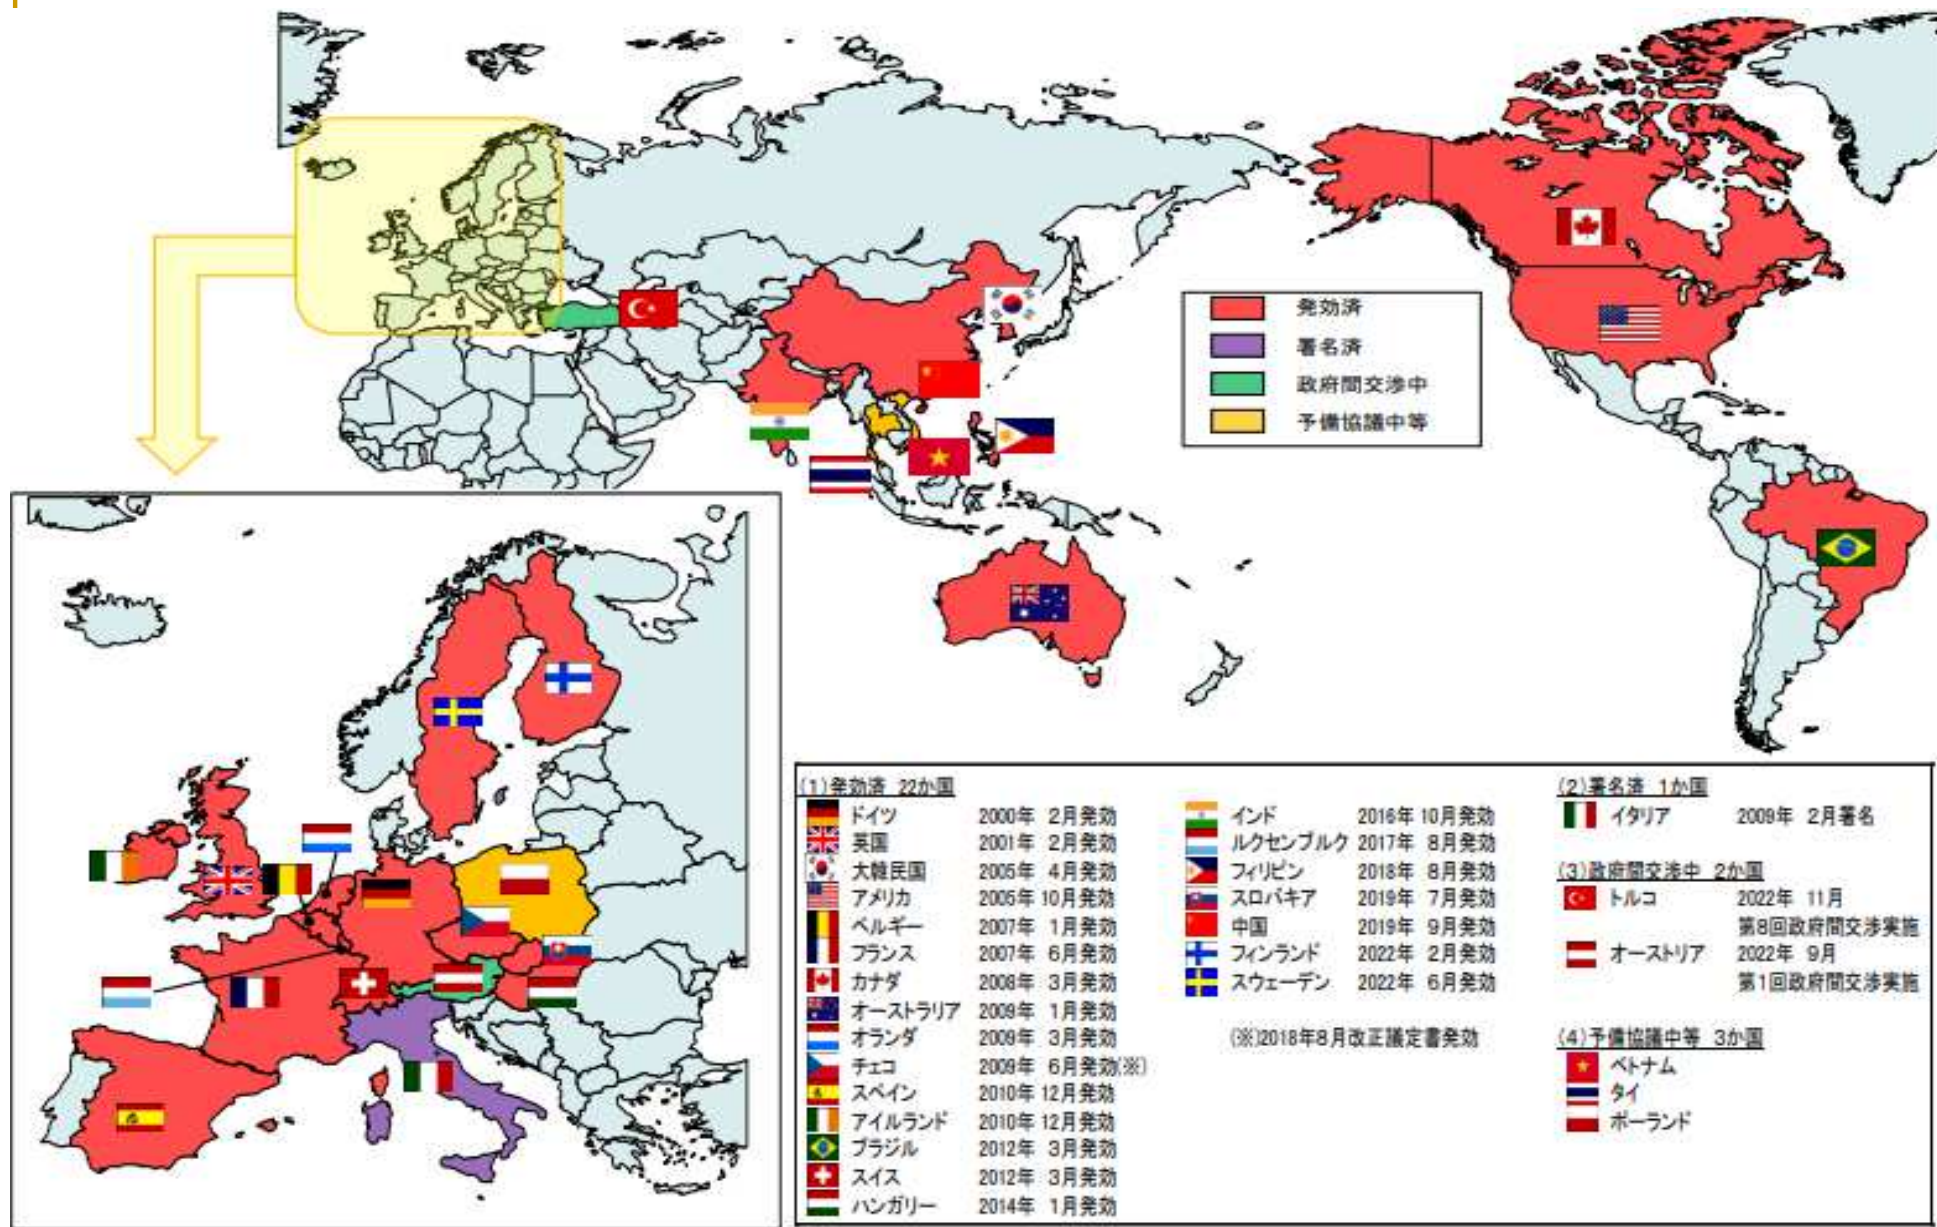 発効済
署名済
政府間交渉中
予備協議中等
(1)発効済 22か国
ドイツ 2000年 2月発効
英国 2001年 2月発効
大韓民国 2005年 4月発効
アメリカ 2005年 10月発効
ベルギー 2007年 1月発効
フランス 2007年 6月発効
カナダ 2008年 3月発効
オーストラリア 2009年 1月発効
オランダ 2009年 3月発効
チェコ 2009年 6月発効(※)
スペイン 2010年 12月発効
アイルランド 2010年 12月発効
ブラジル 2012年 3月発効
スイス 2012年 3月発効
ハンガリー 2014年 1月発効
インド 2016年 10月発効
ルクセンブルク 2017年 8月発効
フィリピン 2018年 8月発効
スロバキア 2019年 7月発効
中国 2019年 9月発効
フィンランド 2022年 2月発効
スウェーデン 2022年 6月発効
(※)2018年8月改正議定書発効
(2)署名済 1か国
イタリア 2009年 2月署名
(3)政府間交渉中 2か国
トルコ 2022年 11月
第8回政府間交渉実施
オーストリア 2022年 9月
第1回政府間交渉実施
(4)予備協議中等 3か国
ベトナム
タイ
ポーランド